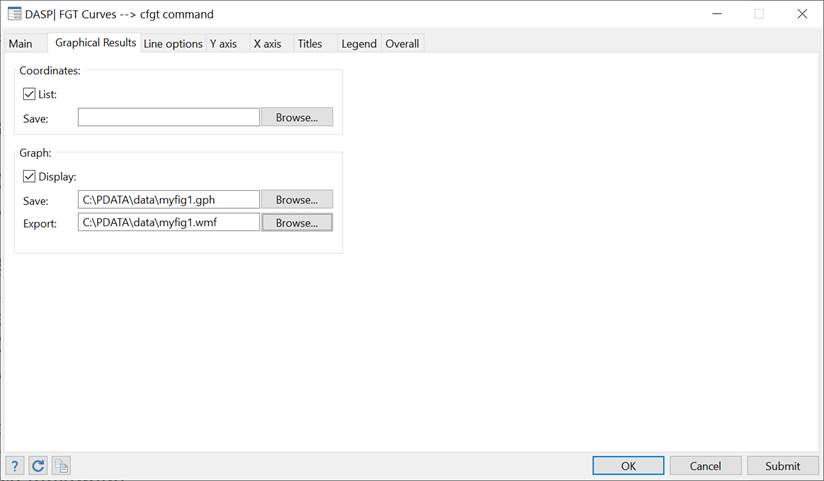 DASP| FGT Curves --> cfgt command
Main Graphical Results Line options Y axis X axis Titles Legend Overall
Coordinates:
List:
Save: Browse...
Graph:
Display:
Save: C:\PDATA\data\myfig1.gph Browse...
Export: C:\PDATA\data\myfig1.wmf Browse...
? OK Cancel Submit